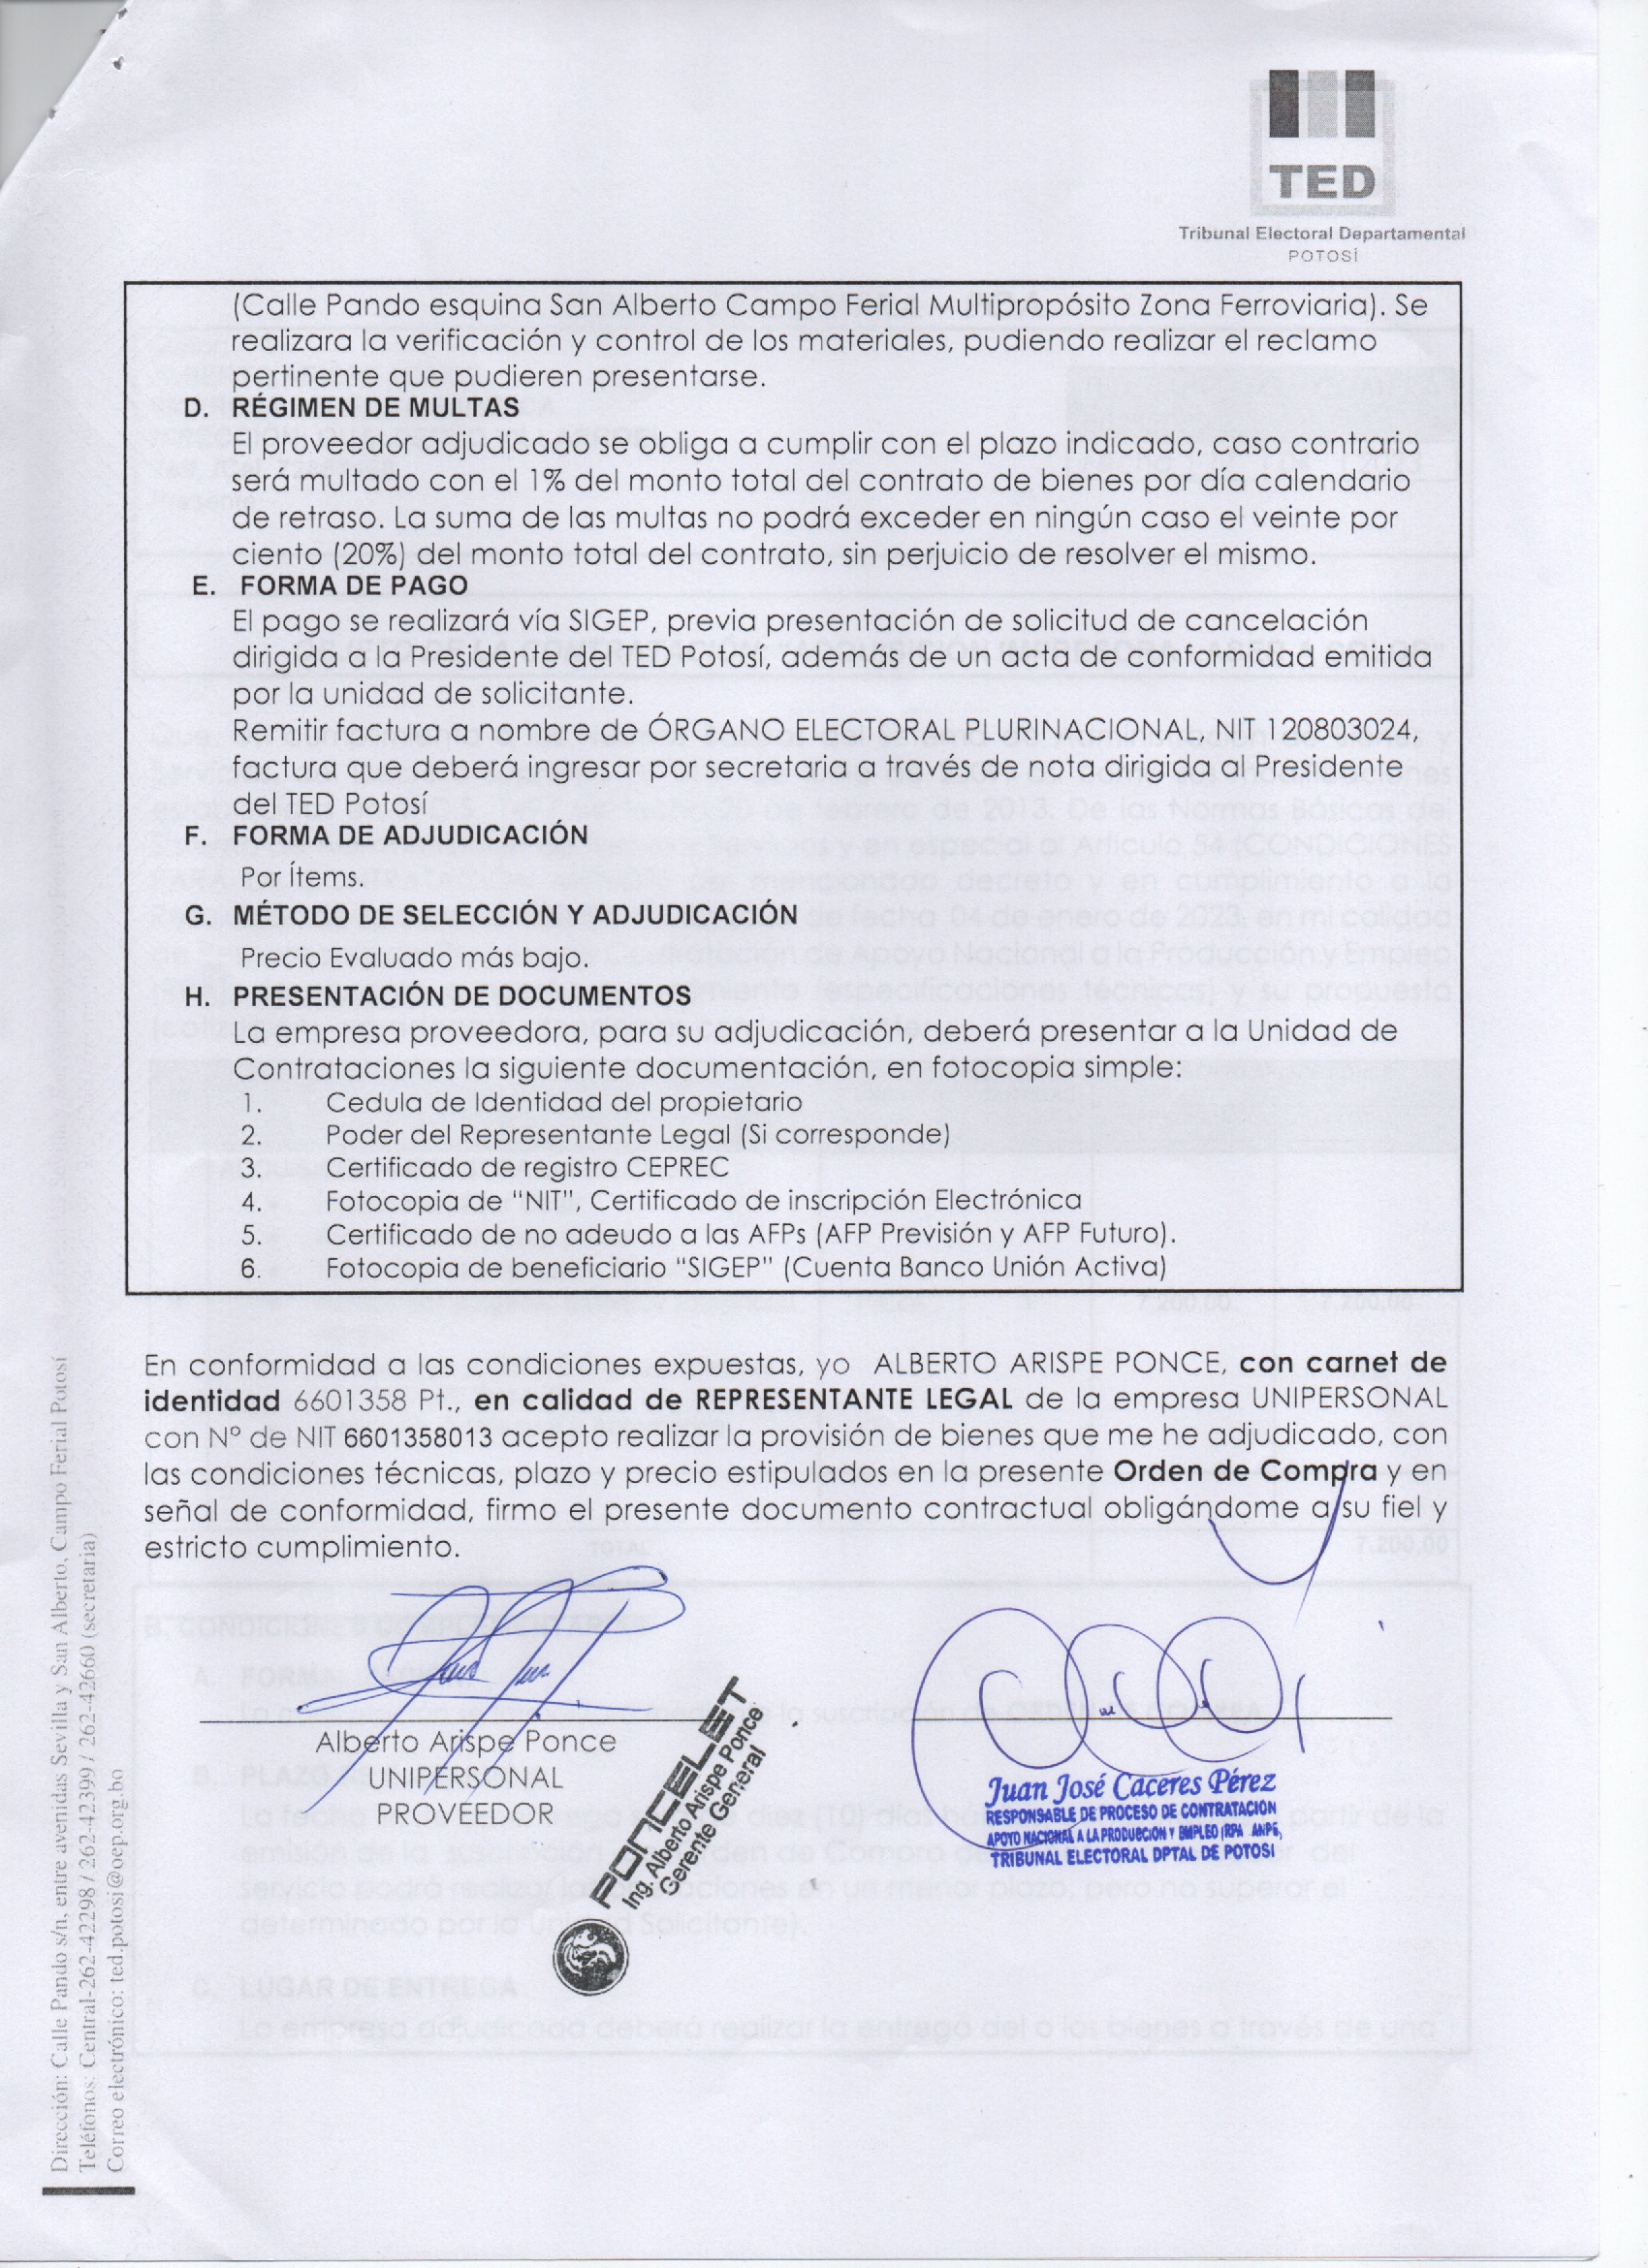 TED
Tribunal Electoral Departamental
POTOSÍ
(Calle Pando esquina San Alberto Campo Ferial Multipropósito Zona Ferroviaria). Se
realizara la verificación y control de los materiales, pudiendo realizar el reclamo
pertinente que pudieren presentarse.
D. RÉGIMEN DE MULTAS
El proveedor adjudicado se obliga a cumplir con el plazo indicado, caso contrario
será multado con el 1% del monto total del contrato de bienes por día calendario
de retraso. La suma de las multas no podrá exceder en ningún caso el veinte por
ciento (20%) del monto total del contrato, sin perjuicio de resolver el mismo.
E. FORMA DE PAGO
El pago se realizará vía SIGEP, previa presentación de solicitud de cancelación
dirigida a la Presidente del TED Potosí, además de un acta de conformidad emitida
por la unidad de solicitante.
Remitir factura a nombre de ÓRGANO ELECTORAL PLURINACIONAL, NIT 120803024,
factura que deberá ingresar por secretaria a través de nota dirigida al Presidente
del TED Potosí
F. FORMA DE ADJUDICACIÓN
Por Ítems.
G. MÉTODO DE SELECCIÓN Y ADJUDICACIÓN
Precio Evaluado más bajo.
H. PRESENTACIÓN DE DOCUMENTOS
La empresa proveedora, para su adjudicación, deberá presentar a la Unidad de
Contrataciones la siguiente documentación, en fotocopia simple:
1. Cedula de Identidad del propietario
2. Poder del Representante Legal (Si corresponde)
3. Certificado de registro CEPREC
4. Fotocopia de "NIT", Certificado de inscripción Electrónica
5. Certificado de no adeudo a las AFPs (AFP Previsión y AFP Futuro).
6. Fotocopia de beneficiario "SIGEP" (Cuenta Banco Unión Activa)
En conformidad a las condiciones expuestas, yo ALBERTO ARISPE PONCE, con carnet de
identidad 6601358 Pt., en calidad de REPRESENTANTE LEGAL de la empresa UNIPERSONAL
con Nº de NIT 6601358013 acepto realizar la provisión de bienes que me he adjudicado, con
las condiciones técnicas, plazo y precio estipulados en la presente Orden de Compra y en
señal de conformidad, firmo el presente documento contractual obligándome a su fiel y
estricto cumplimiento.
Alberto Arispe Ponce
UNIPERSONAL
PROVEEDOR
PONCELET
Ing. Alberto Arispe Ponce
Gerente General
Juan José Cáceres Pérez
RESPONSABLE DE PROCESO DE CONTRATACIÓN
APOYO NACIONAL A LA PRODUCCIÓN Y EMPLEO (RPA ANPE)
TRIBUNAL ELECTORAL DPTAL DE POTOSI
Dirección: Calle Pando s/n, entre avenidas Sevilla y San Alberto, Campo Ferial Potosí
Teléfonos: Central-262-42298 / 262-42399 / 262-42660 (secretaria)
Correo electrónico: ted.potosi@oep.org.bo